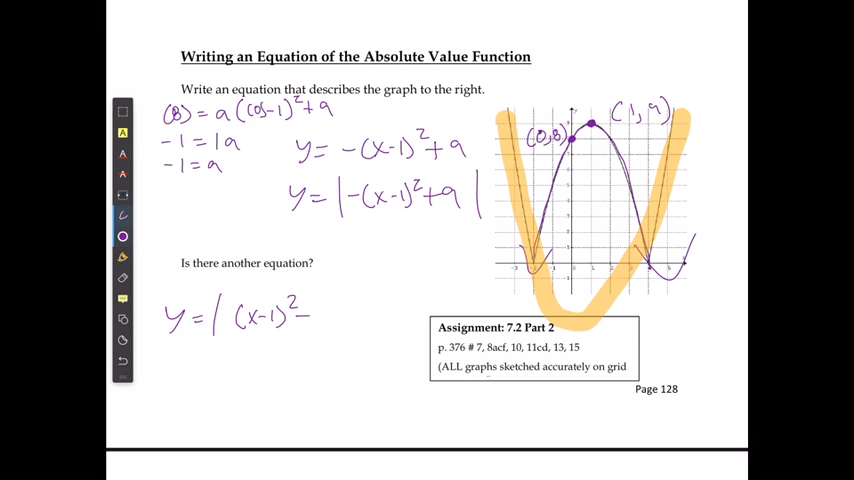 Writing an Equation of the Absolute Value Function
Write an equation that describes the graph to the right.
(8) = a((0)-1)²+9
-1 = 1a
-1 = a
y = -(x-1)²+9
y = |-(x-1)²+9|
(0,8)
(1,9)
Is there another equation?
y = | (x-1)² -
Assignment: 7.2 Part 2
p. 376 # 7, 8acf, 10, 11cd, 13, 15
(ALL graphs sketched accurately on grid
Page 128